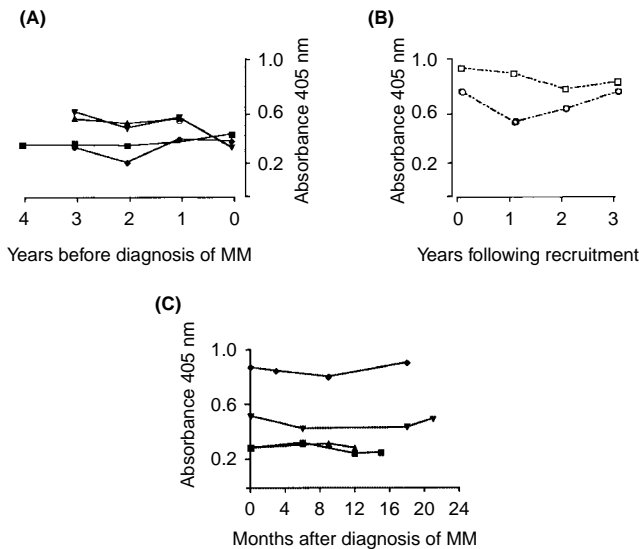 (A)
1.0
0.6
0.2
Absorbance 405 nm
4 3 2 1 0
Years before diagnosis of MM
(B)
Absorbance 405 nm
1.0
0.6
0.2
0 1 2 3
Years following recruitment
(C)
Absorbance 405 nm
1.0
0.6
0.2
0 4 8 12 16 20 24
Months after diagnosis of MM